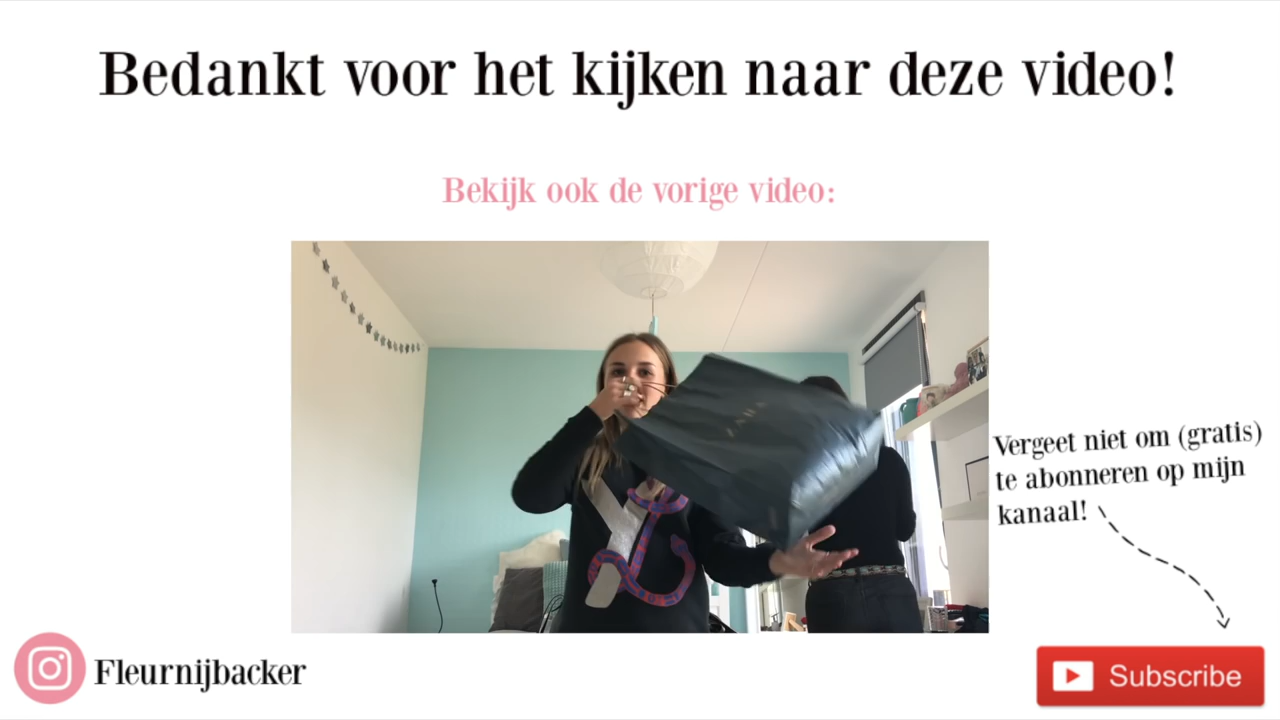 Bedankt voor het kijken naar deze video!
Bekijk ook de vorige video:
ZARA
Vergeet niet om (gratis)
te abonneren op mijn
kanaal!
Fleurnijbacker
Subscribe